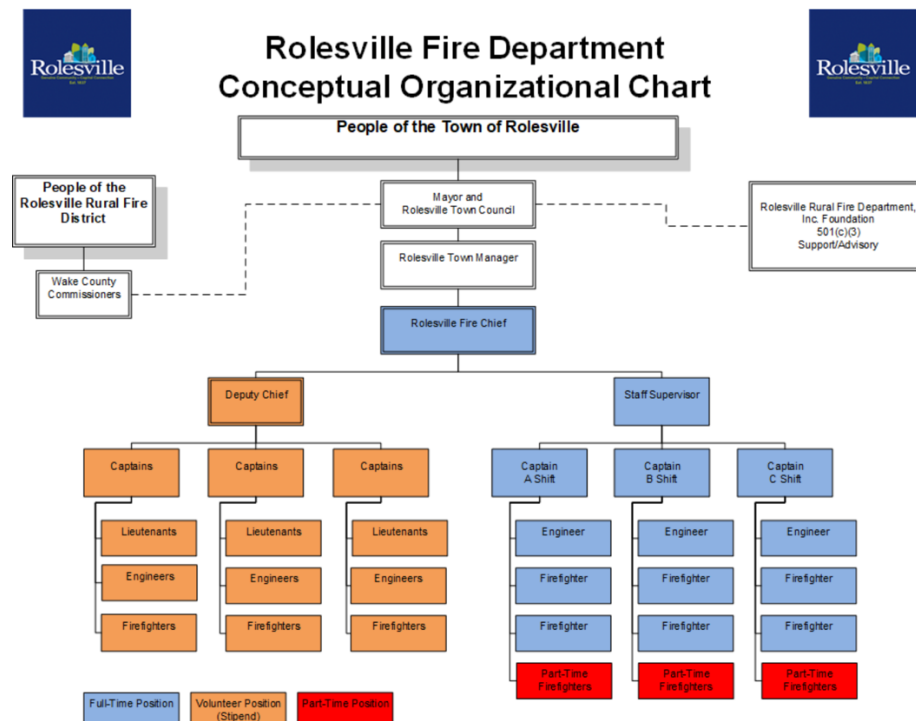 Rolesville
Rolesville Fire Department
Conceptual Organizational Chart
Rolesville
People of the Town of Rolesville
People of the
Rolesville Rural Fire
District
Mayor and
Rolesville Town Council
Rolesville Rural Fire Department,
Inc. Foundation
501(c)(3)
Support/Advisory
Rolesville Town Manager
Wake County
Commissioners
Rolesville Fire Chief
Deputy Chief
Staff Supervisor
Captains
Captains
Captains
Captain
A Shift
Captain
B Shift
Captain
C Shift
Lieutenants
Lieutenants
Lieutenants
Engineer
Engineer
Engineer
Engineers
Engineers
Engineers
Firefighter
Firefighter
Firefighter
Firefighters
Firefighters
Firefighters
Firefighter
Firefighter
Firefighter
Part-Time
Firefighters
Part-Time
Firefighters
Part-Time
Firefighters
Full-Time Position
Volunteer Position
(Stipend)
Part-Time Position